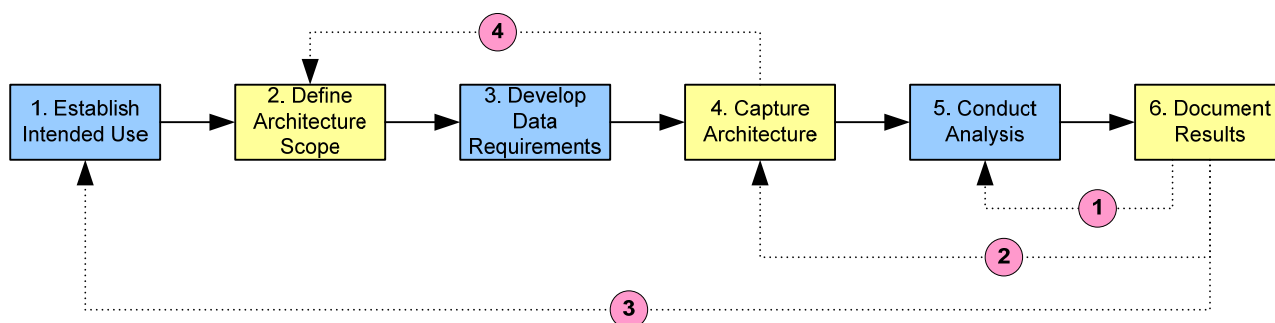 4
1. Establish
Intended Use
2. Define
Architecture
Scope
3. Develop
Data
Requirements
4. Capture
Architecture
5. Conduct
Analysis
6. Document
Results
1
2
3